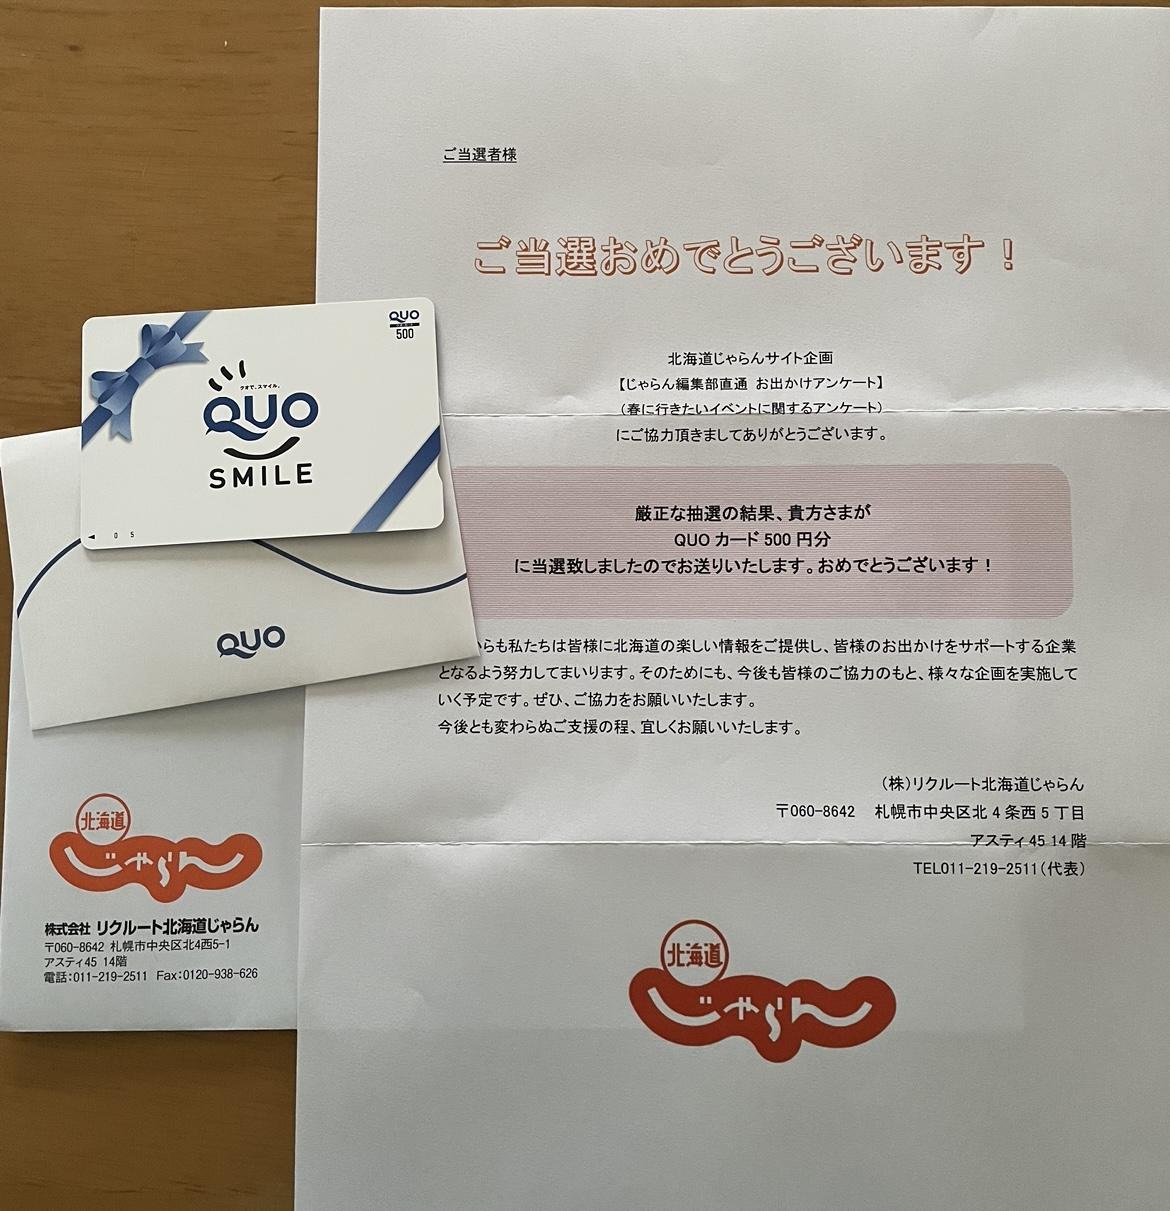 ご当選者様
ご当選おめでとうございます！
北海道じゃらんサイト企画
【じゃらん編集部直通 お出かけアンケート】
（春に行きたいイベントに関するアンケート）
にご協力頂きましてありがとうございます。
厳正な抽選の結果、貴方さまが
QUO カード 500 円分
に当選致しましたのでお送りいたします。おめでとうございます！
らも私たちは皆様に北海道の楽しい情報をご提供し、皆様のお出かけをサポートする企業
となるよう努力してまいります。そのためにも、今後も皆様のご協力のもと、様々な企画を実施して
いく予定です。ぜひ、ご協力をお願いいたします。
今後とも変わらぬご支援の程、宜しくお願いいたします。
（株）リクルート北海道じゃらん
〒060-8642 札幌市中央区北 4 条西 5 丁目
アスティ 45 14 階
TEL011-219-2511（代表）
北海道
じゃらん
QUO
500
クオで、スマイル。
QUO
SMILE
◀ 0 5
QUO
北海道
じゃらん
株式会社 リクルート北海道じゃらん
〒060-8642 札幌市中央区北4西5-1
アスティ45 14階
電話：011-219-2511 Fax：0120-938-626